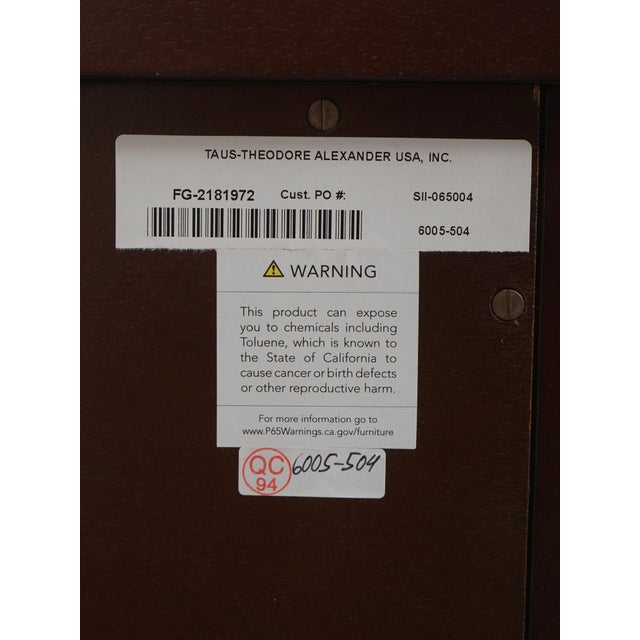 TAUS-THEODORE ALEXANDER USA, INC.
FG-2181972 Cust. PO #: SII-065004
6005-504
WARNING
This product can expose
you to chemicals including
Toluene, which is known to
the State of California to
cause cancer or birth defects
or other reproductive harm.
For more information go to
www.P65Warnings.ca.gov/furniture
QC 6005-504
94